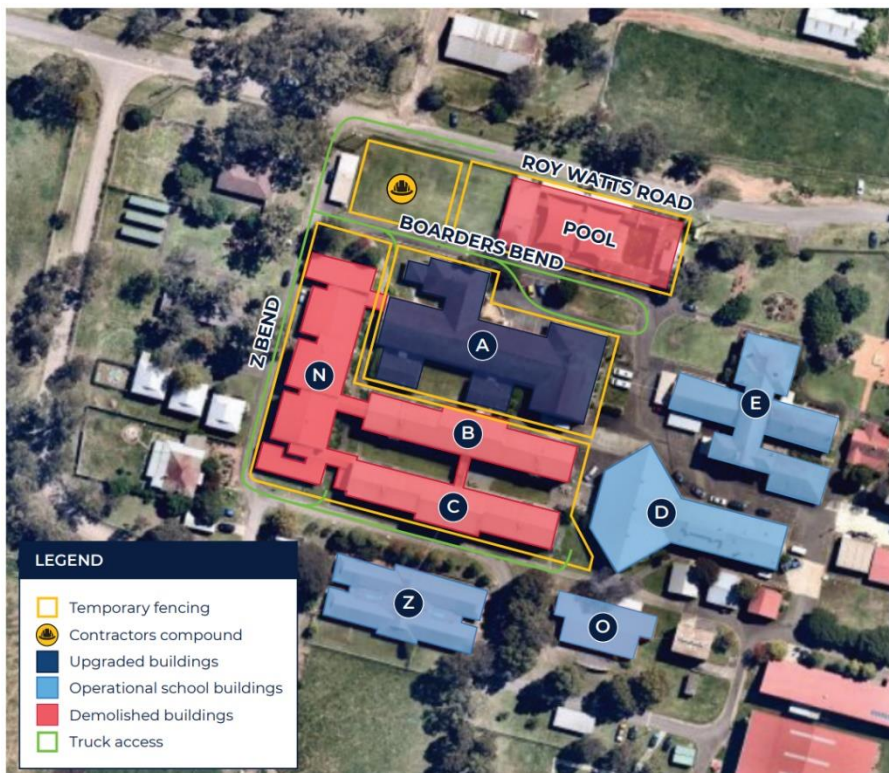 ROY WATTS ROAD
POOL
BOARDERS BEND
Z BEND
A
N
E
B
C
D
Z
O
LEGEND
Temporary fencing
Contractors compound
Upgraded buildings
Operational school buildings
Demolished buildings
Truck access